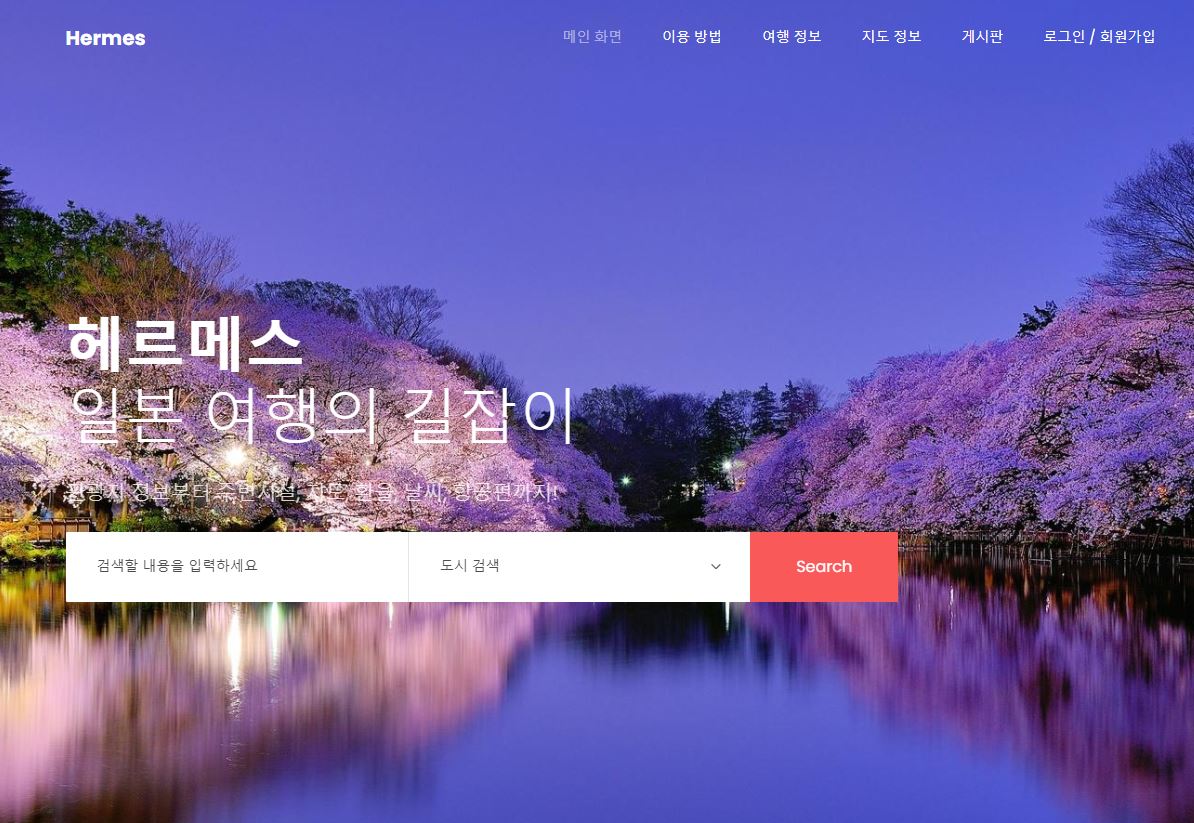 Hermes
메인 화면 이용 방법 여행 정보 지도 정보 게시판 로그인 / 회원가입
헤르메스
일본 여행의 길잡이
관광지 정보부터 주변시설, 지도, 환율, 날씨, 항공편까지!
검색할 내용을 입력하세요 도시 검색 Search